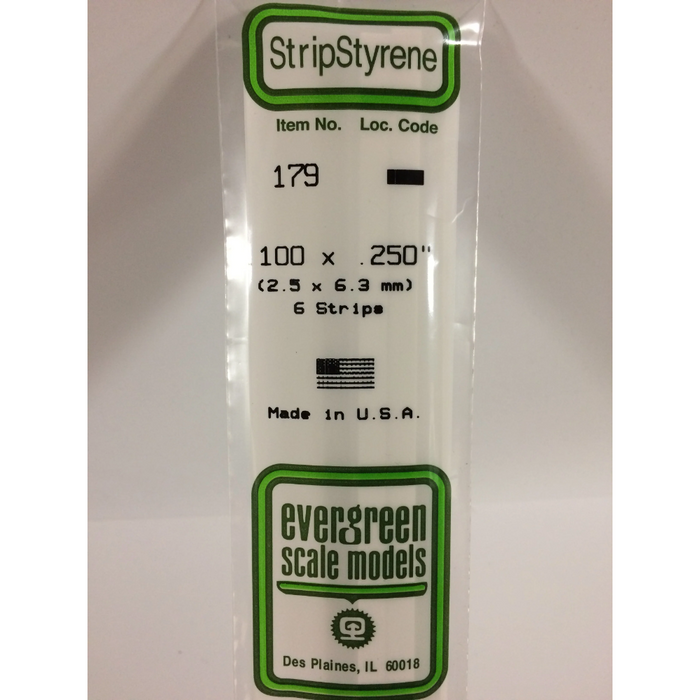 StripStyrene
Item No. Loc. Code
179
100 x .250"
(2.5 x 6.3 mm)
6 Strips
Made in U.S.A.
evergreen
scale models
Des Plaines, IL 60018